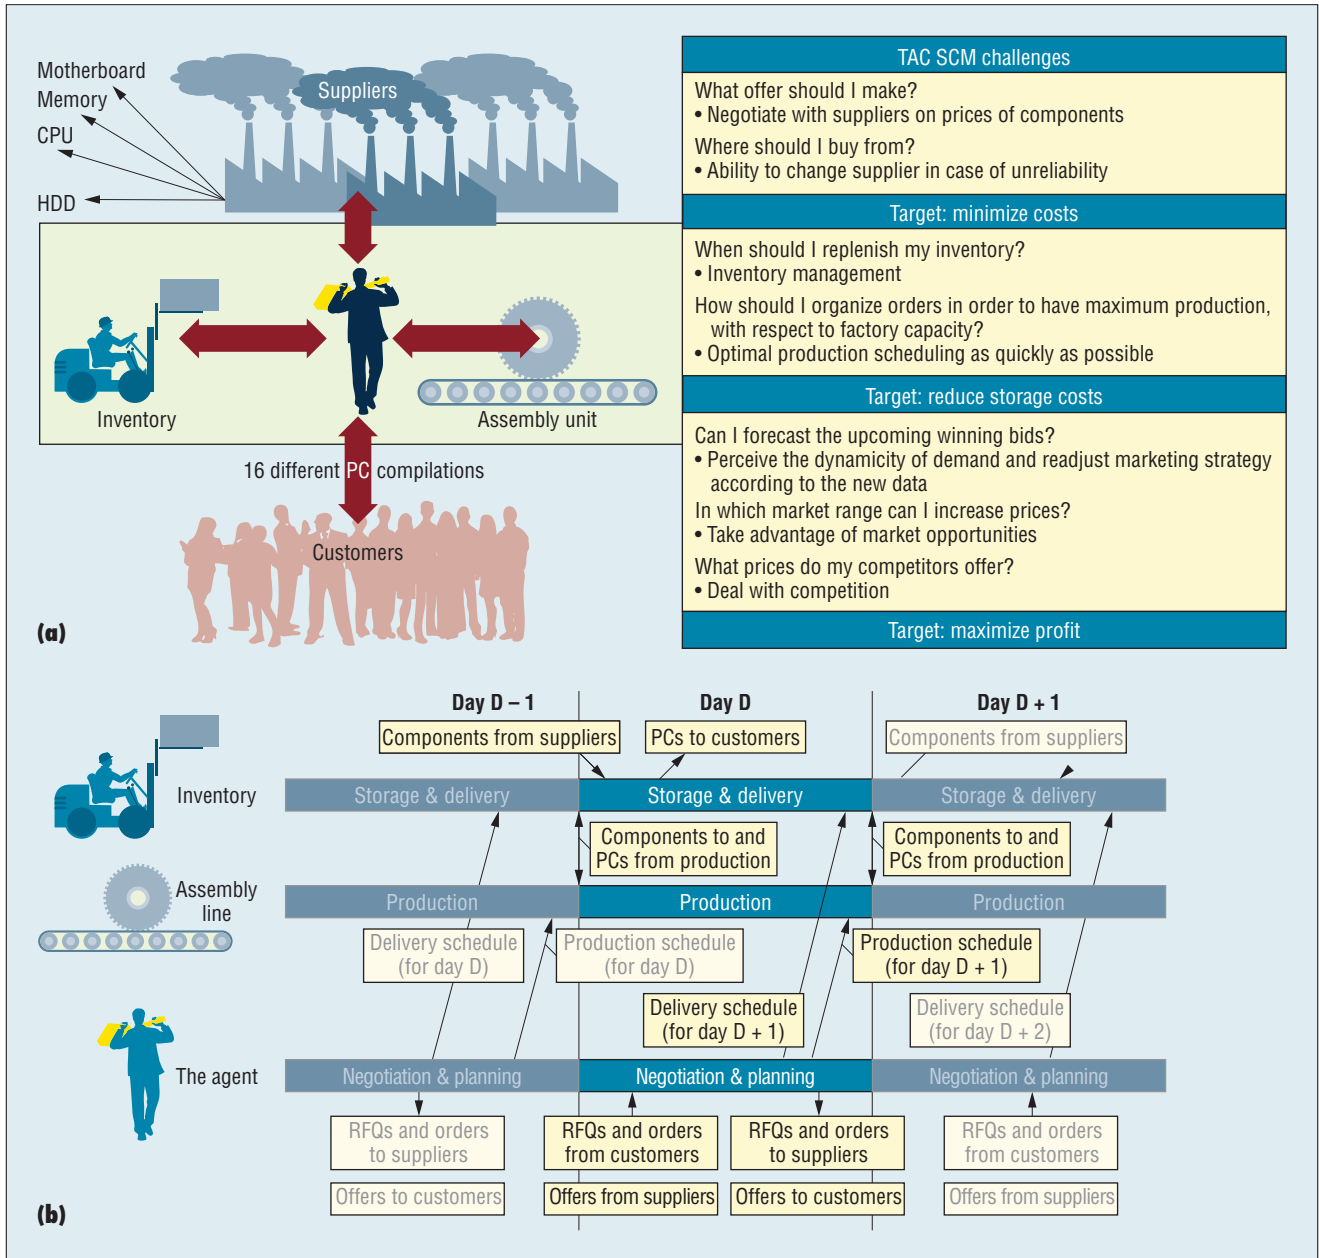 Motherboard
Memory
CPU
HDD
Suppliers
Inventory
Assembly unit
16 different PC compilations
Customers
(a)
TAC SCM challenges
What offer should I make?
• Negotiate with suppliers on prices of components
Where should I buy from?
• Ability to change supplier in case of unreliability
Target: minimize costs
When should I replenish my inventory?
• Inventory management
How should I organize orders in order to have maximum production,
with respect to factory capacity?
• Optimal production scheduling as quickly as possible
Target: reduce storage costs
Can I forecast the upcoming winning bids?
• Perceive the dynamicity of demand and readjust marketing strategy
according to the new data
In which market range can I increase prices?
• Take advantage of market opportunities
What prices do my competitors offer?
• Deal with competition
Target: maximize profit
Day D – 1
Day D
Day D + 1
Components from suppliers
PCs to customers
Components from suppliers
Inventory
Storage & delivery
Storage & delivery
Storage & delivery
Components to and
PCs from production
Components to and
PCs from production
Assembly
line
Production
Production
Production
Delivery schedule
(for day D)
Production schedule
(for day D)
Production schedule
(for day D + 1)
Delivery schedule
(for day D + 1)
Delivery schedule
(for day D + 2)
The agent
Negotiation & planning
Negotiation & planning
Negotiation & planning
RFQs and orders
to suppliers
RFQs and orders
from customers
RFQs and orders
to suppliers
RFQs and orders
from customers
Offers to customers
Offers from suppliers
Offers to customers
Offers from suppliers
(b)